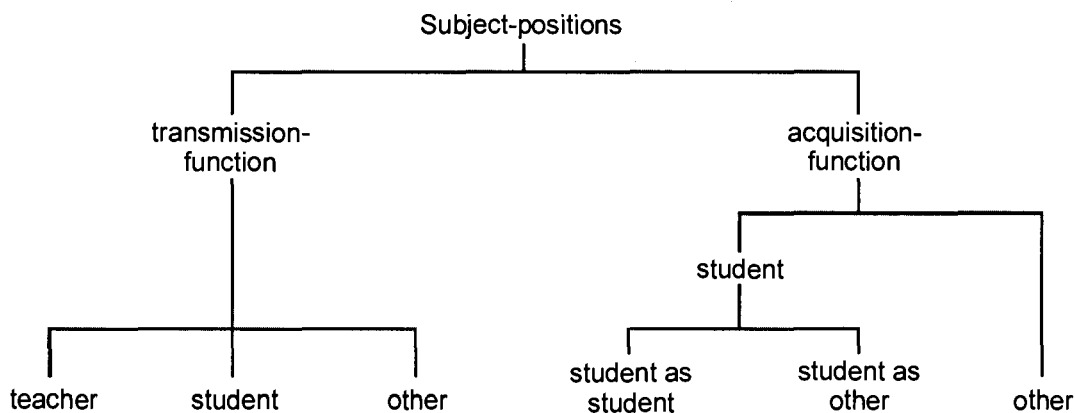 Subject-positions
transmission-
function
acquisition-
function
student
teacher
student
other
student as
student
student as
other
other